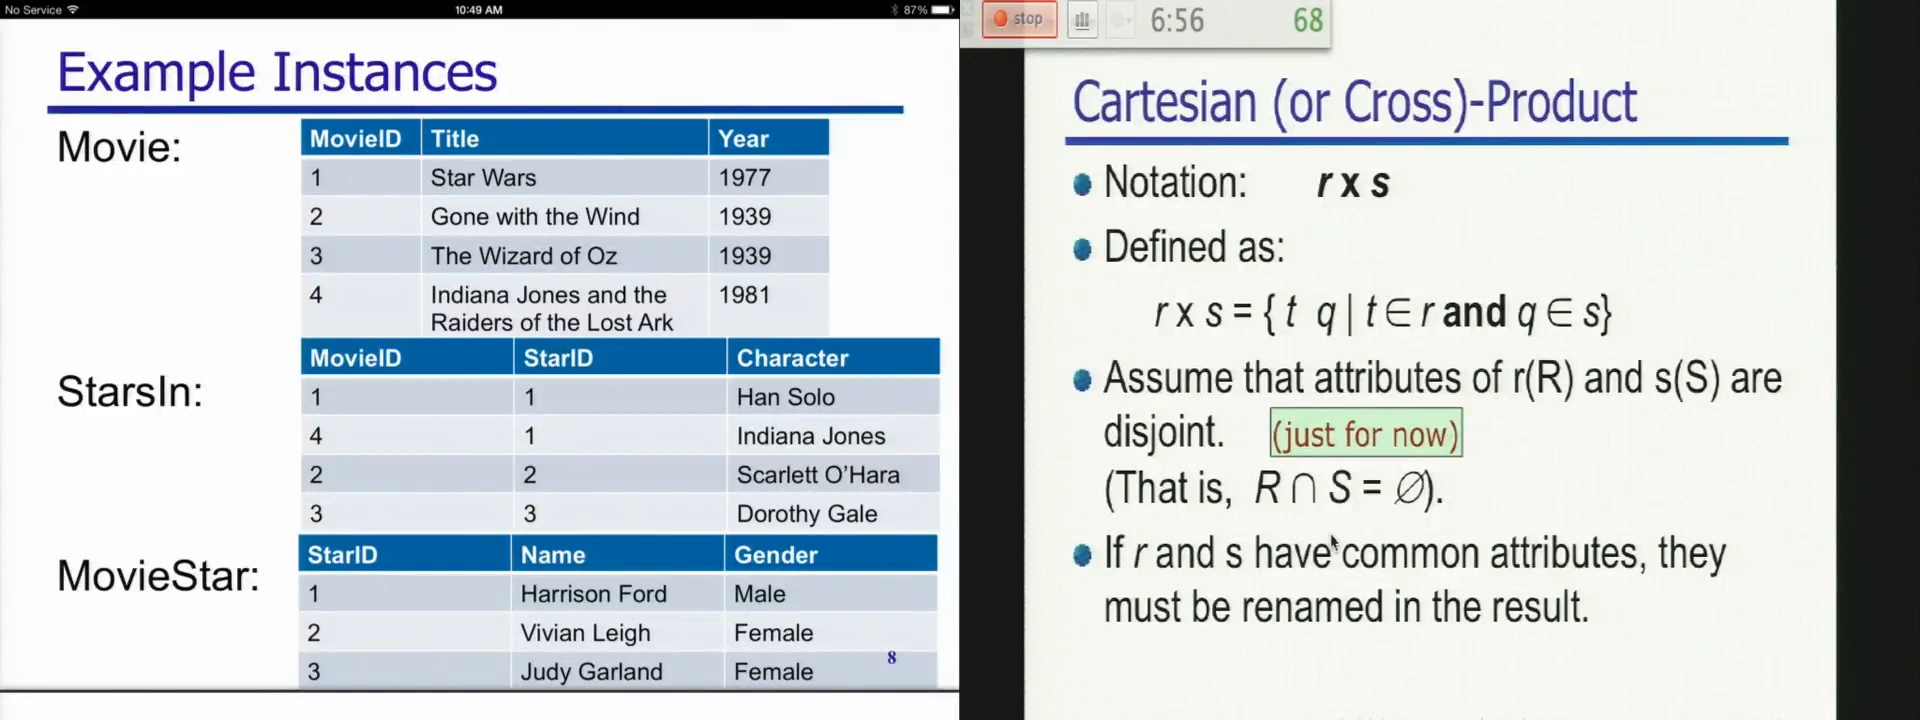 No Service 10:49 AM 87%
Example Instances
Movie:
MovieID Title Year
1 Star Wars 1977
2 Gone with the Wind 1939
3 The Wizard of Oz 1939
4 Indiana Jones and the 1981
Raiders of the Lost Ark
StarsIn:
MovieID StarID Character
1 1 Han Solo
4 1 Indiana Jones
2 2 Scarlett O’Hara
3 3 Dorothy Gale
MovieStar:
StarID Name Gender
1 Harrison Ford Male
2 Vivian Leigh Female
3 Judy Garland Female
8
stop 6:56 68
Cartesian (or Cross)-Product
Notation: r x s
Defined as:
r x s = { t q | t ∈ r and q ∈ s}
Assume that attributes of r(R) and s(S) are
disjoint. (just for now)
(That is, R ∩ S = ∅).
If r and s have common attributes, they
must be renamed in the result.